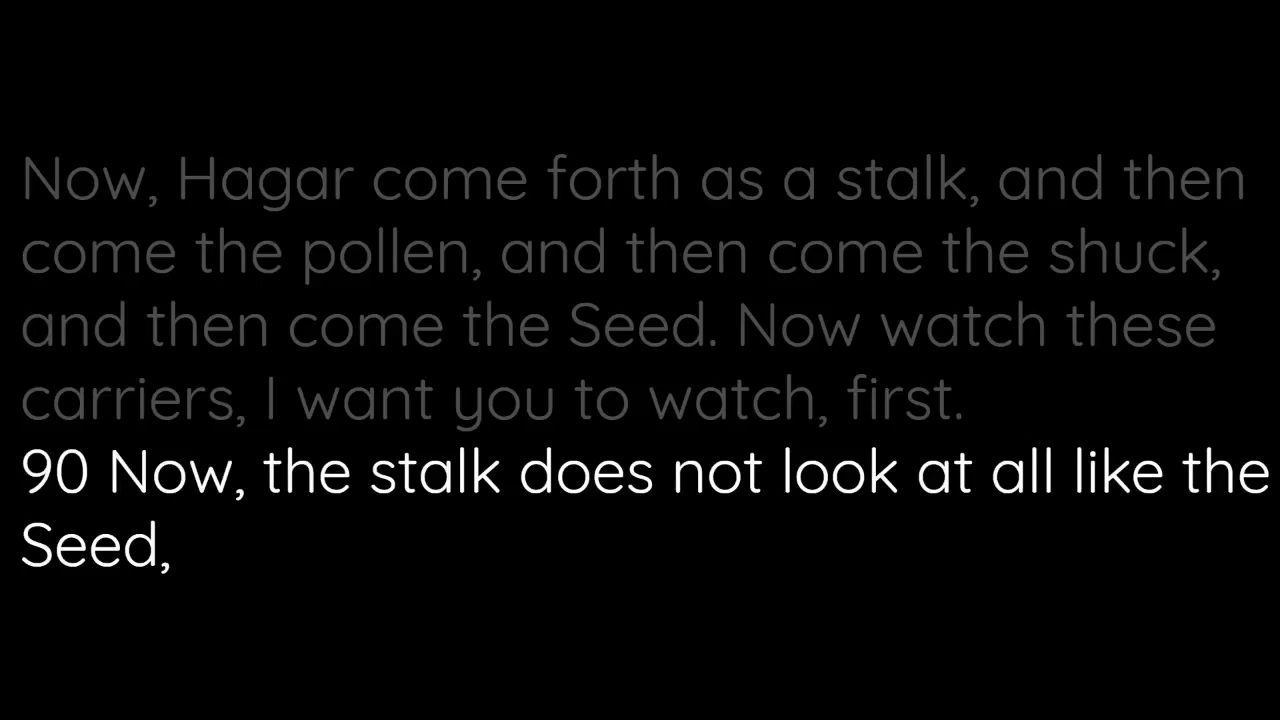 Now, Hagar come forth as a stalk, and then
come the pollen, and then come the shuck,
and then come the Seed. Now watch these
carriers, I want you to watch, first.
90 Now, the stalk does not look at all like the
Seed,